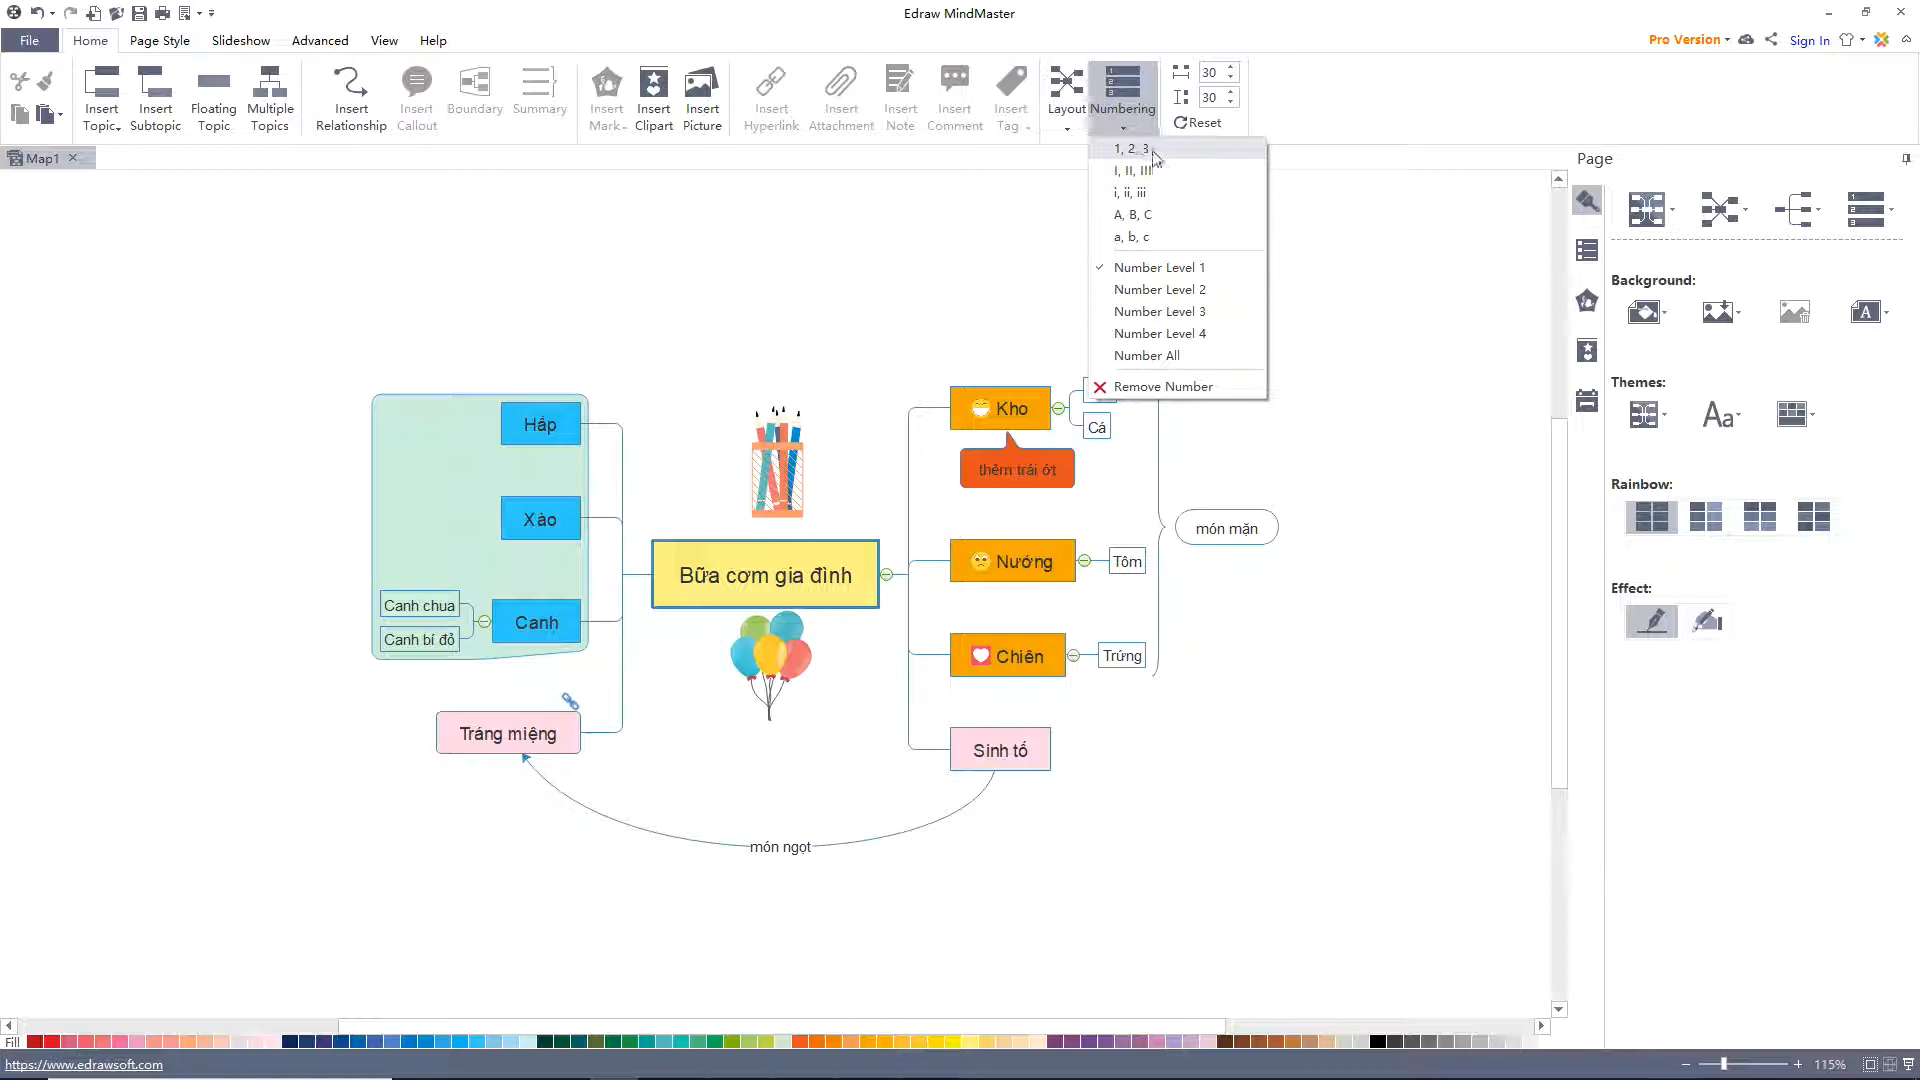 Edraw MindMaster
File Home Page Style Slideshow Advanced View Help
Pro Version Sign In
Insert Topic
Insert Subtopic
Floating Topic
Multiple Topics
Insert Relationship
Insert Callout
Boundary
Summary
Insert Mark
Insert Clipart
Insert Picture
Insert Hyperlink
Insert Attachment
Insert Note
Insert Comment
Insert Tag
Layout
Numbering
30
30
Reset
Map1
1, 2, 3
I, II, III
i, ii, iii
A, B, C
a, b, c
Number Level 1
Number Level 2
Number Level 3
Number Level 4
Number All
Remove Number
Page
Background:
Themes:
Aa
Rainbow:
Effect:
Hấp
Xào
Canh chua
Canh bí đỏ
Canh
Tráng miệng
Bữa cơm gia đình
Kho
Cá
thêm trái ớt
Nướng
Tôm
món mặn
Chiên
Trứng
Sinh tố
món ngọt
Fill
https://www.edrawsoft.com
115%